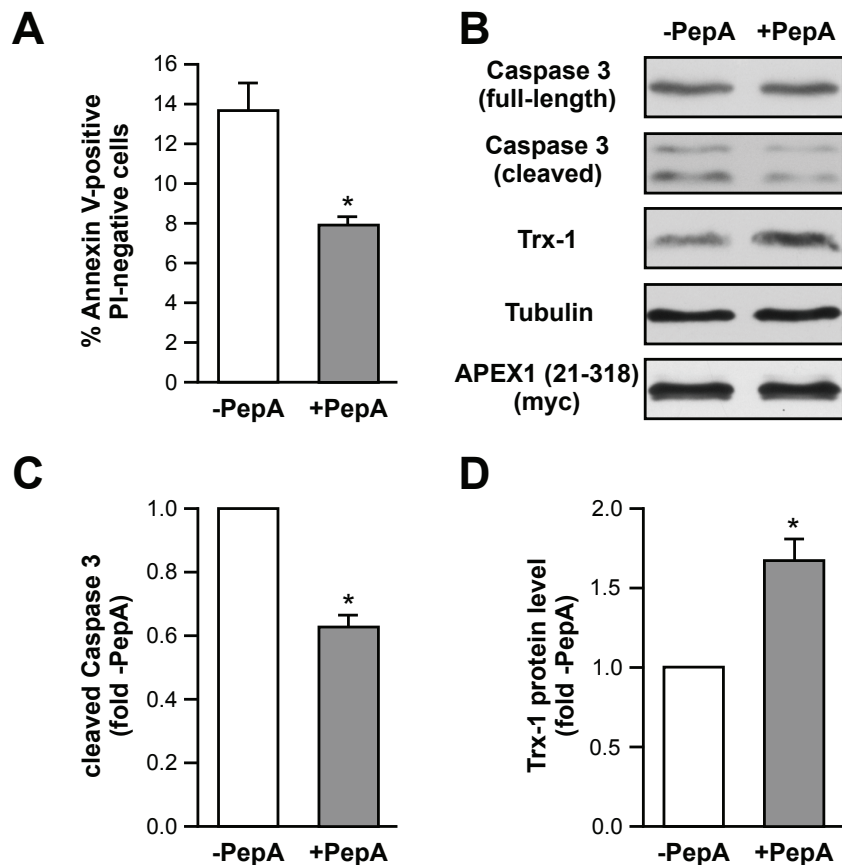 A
% Annexin V-positive
PI-negative cells
16
14
12
10
8
6
4
2
0
*
-PepA
+PepA
B
-PepA +PepA
Caspase 3
(full-length)
Caspase 3
(cleaved)
Trx-1
Tubulin
APEX1 (21-318)
(myc)
C
cleaved Caspase 3
(fold -PepA)
1.0
0.8
0.6
0.4
0.2
0.0
*
-PepA
+PepA
D
Trx-1 protein level
(fold -PepA)
2.0
1.5
1.0
0.5
0.0
*
-PepA
+PepA